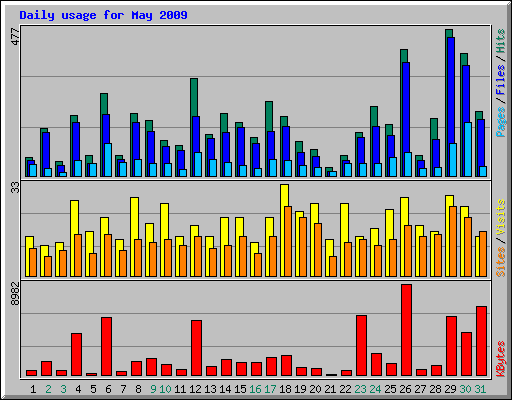 Daily usage for May 2009
477
Pages / Files / Hits
33
Sites / Visits
8982
KBytes
1 2 3 4 5 6 7 8 9 10 11 12 13 14 15 16 17 18 19 20 21 22 23 24 25 26 27 28 29 30 31